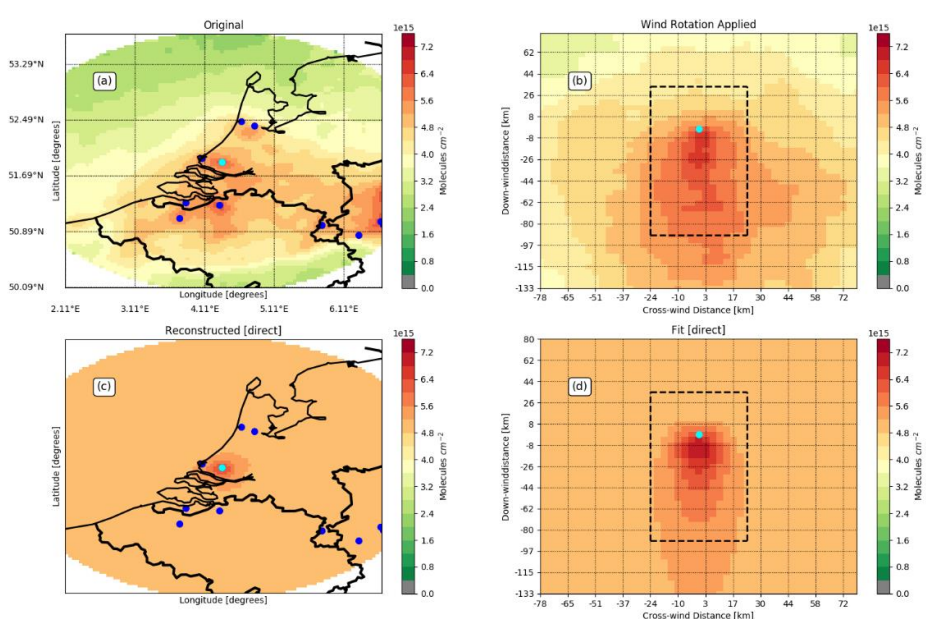 Original
1e15
(a)
53.29°N
52.49°N
51.69°N
50.89°N
50.09°N
Latitude [degrees]
2.11°E 3.11°E 4.11°E 5.11°E 6.11°E
Longitude [degrees]
7.2
6.4
5.6
4.8
4.0
3.2
2.4
1.6
0.8
0.0
Molecules cm⁻²
Wind Rotation Applied
1e15
(b)
62
44
26
8
-8
-26
-44
-62
-80
-97
-115
-133
Down-winddistance [km]
-78 -65 -51 -37 -24 -10 3 17 30 44 58 72
Cross-wind Distance [km]
7.2
6.4
5.6
4.8
4.0
3.2
2.4
1.6
0.8
0.0
Molecules cm⁻²
Reconstructed [direct]
1e15
(c)
Latitude [degrees]
Longitude [degrees]
7.2
6.4
5.6
4.8
4.0
3.2
2.4
1.6
0.8
0.0
Molecules cm⁻²
Fit [direct]
1e15
(d)
80
62
44
26
8
-8
-26
-44
-62
-80
-97
-115
-133
Down-winddistance [km]
-78 -65 -51 -37 -24 -10 3 17 30 44 58 72
Cross-wind Distance [km]
7.2
6.4
5.6
4.8
4.0
3.2
2.4
1.6
0.8
0.0
Molecules cm⁻²